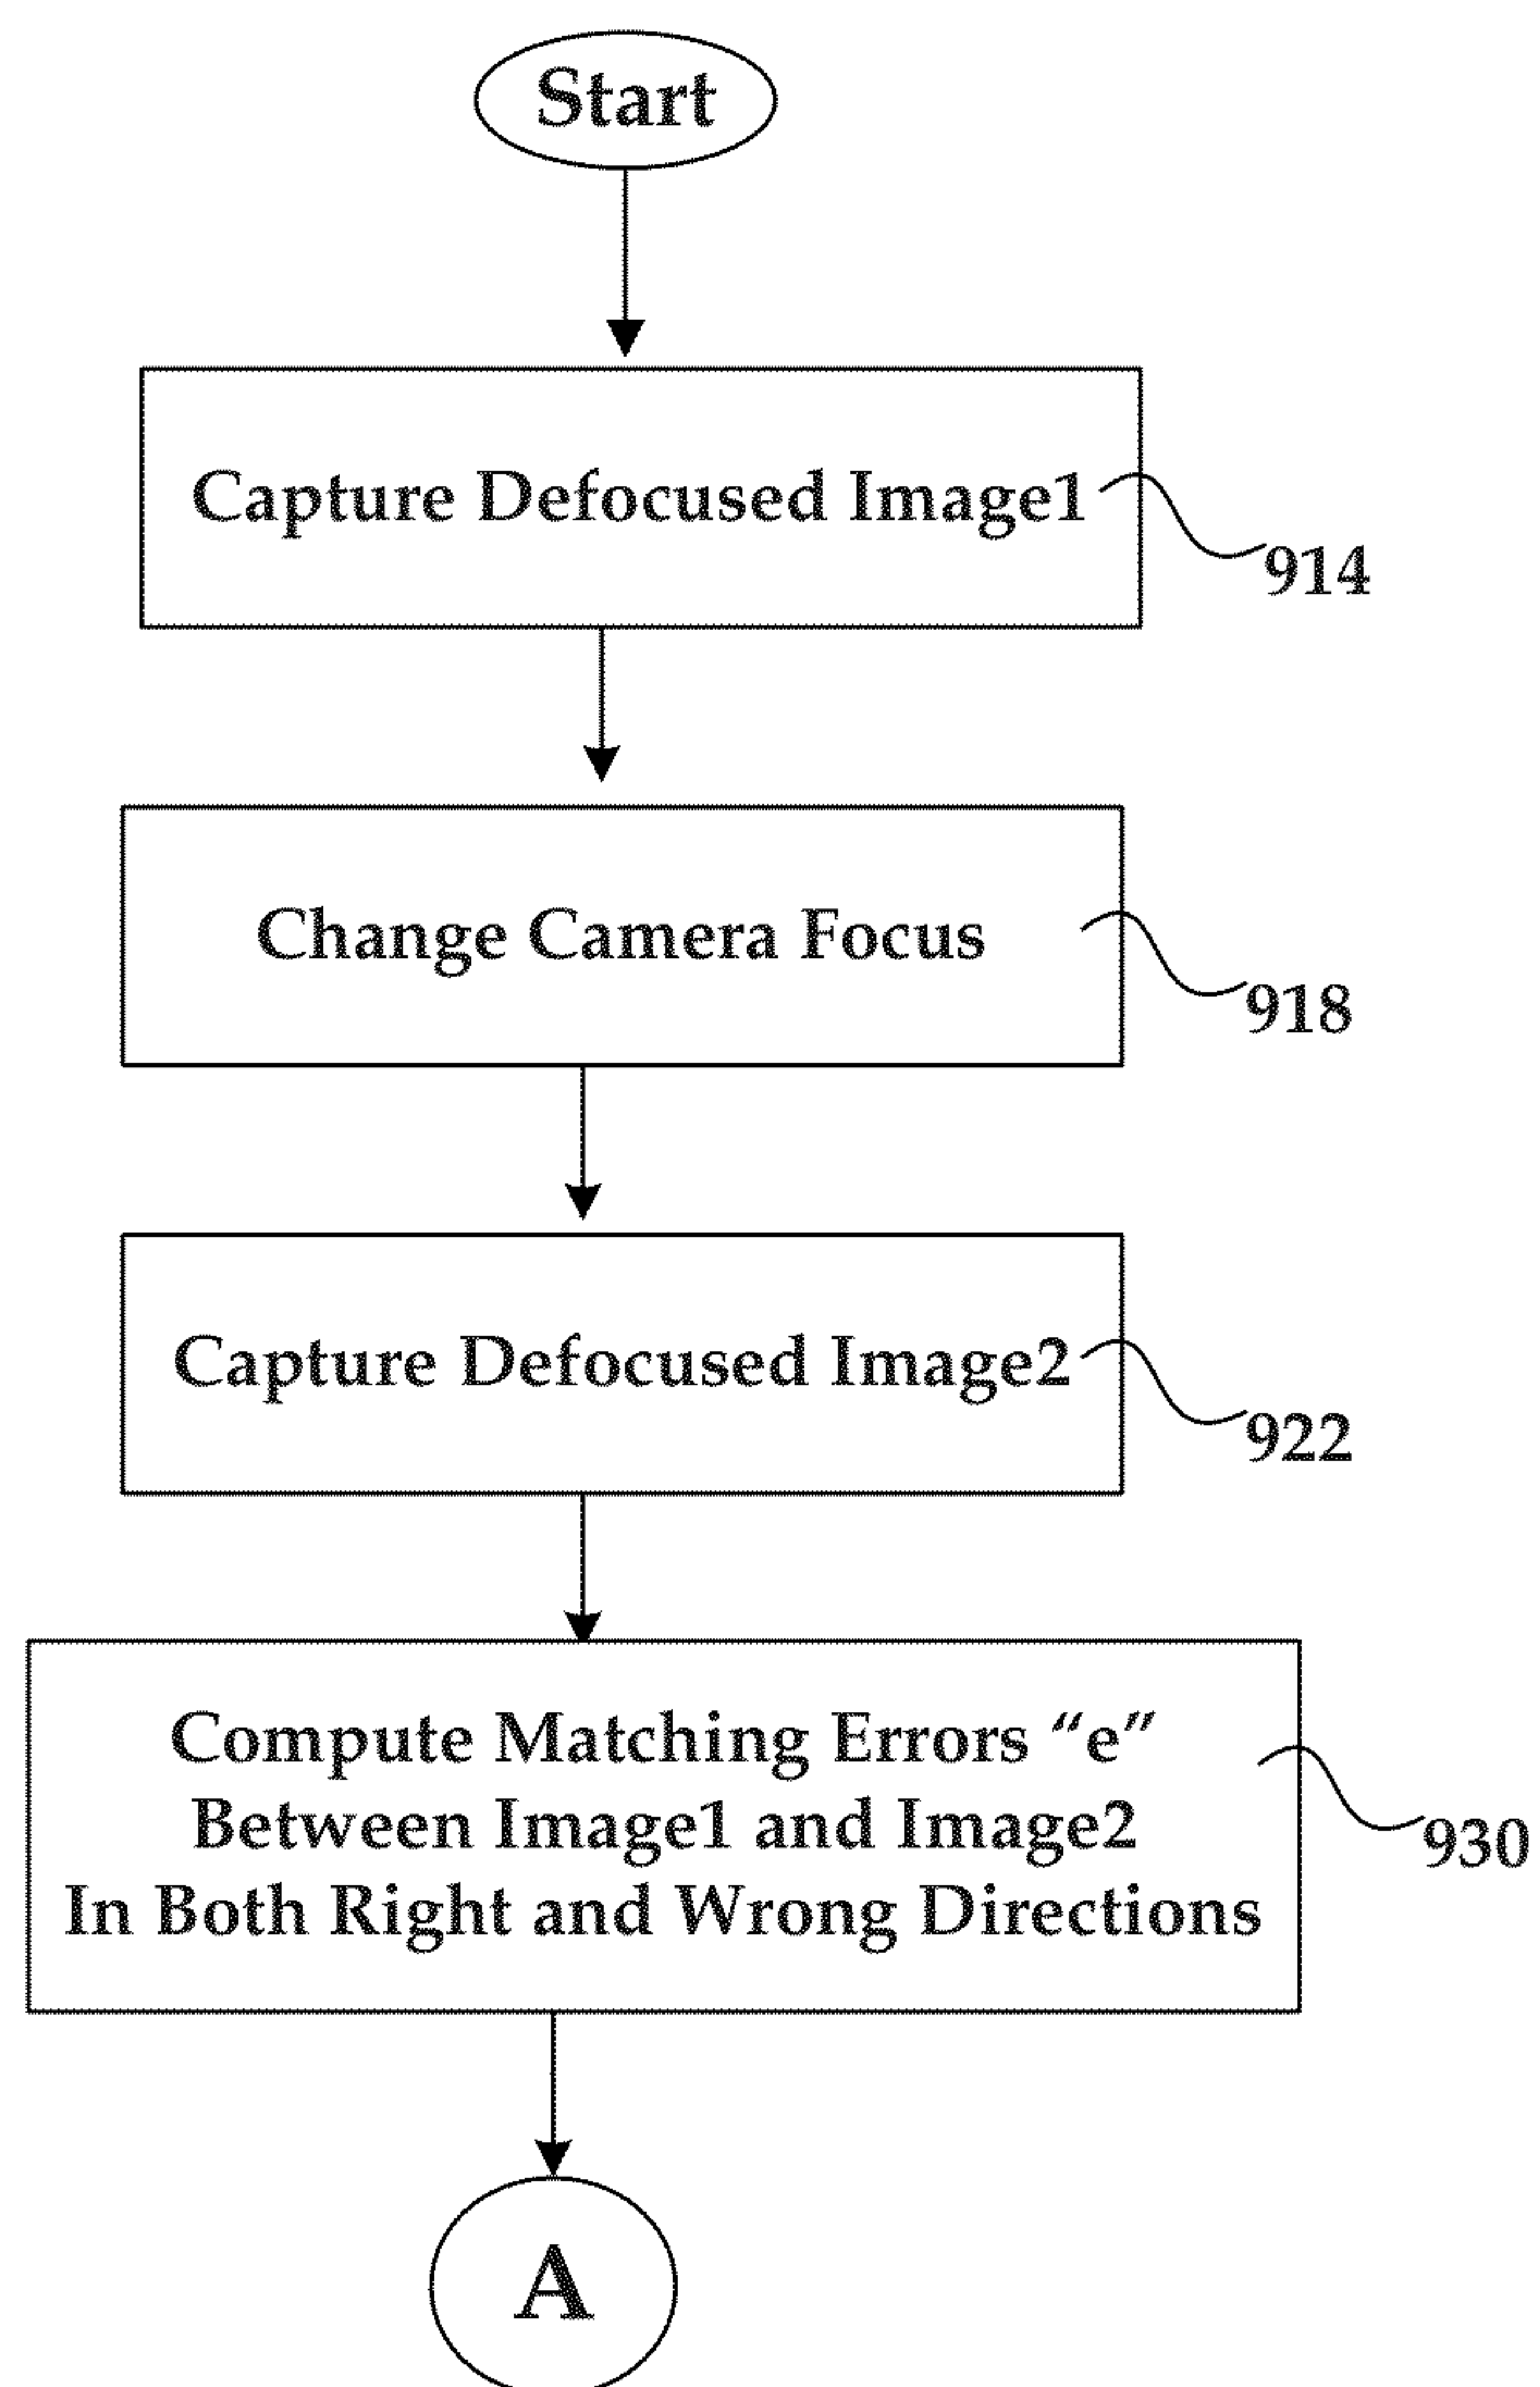 Start
Capture Defocused Image1
914
Change Camera Focus
918
Capture Defocused Image2
922
Compute Matching Errors “e”
Between Image1 and Image2
In Both Right and Wrong Directions
930
A